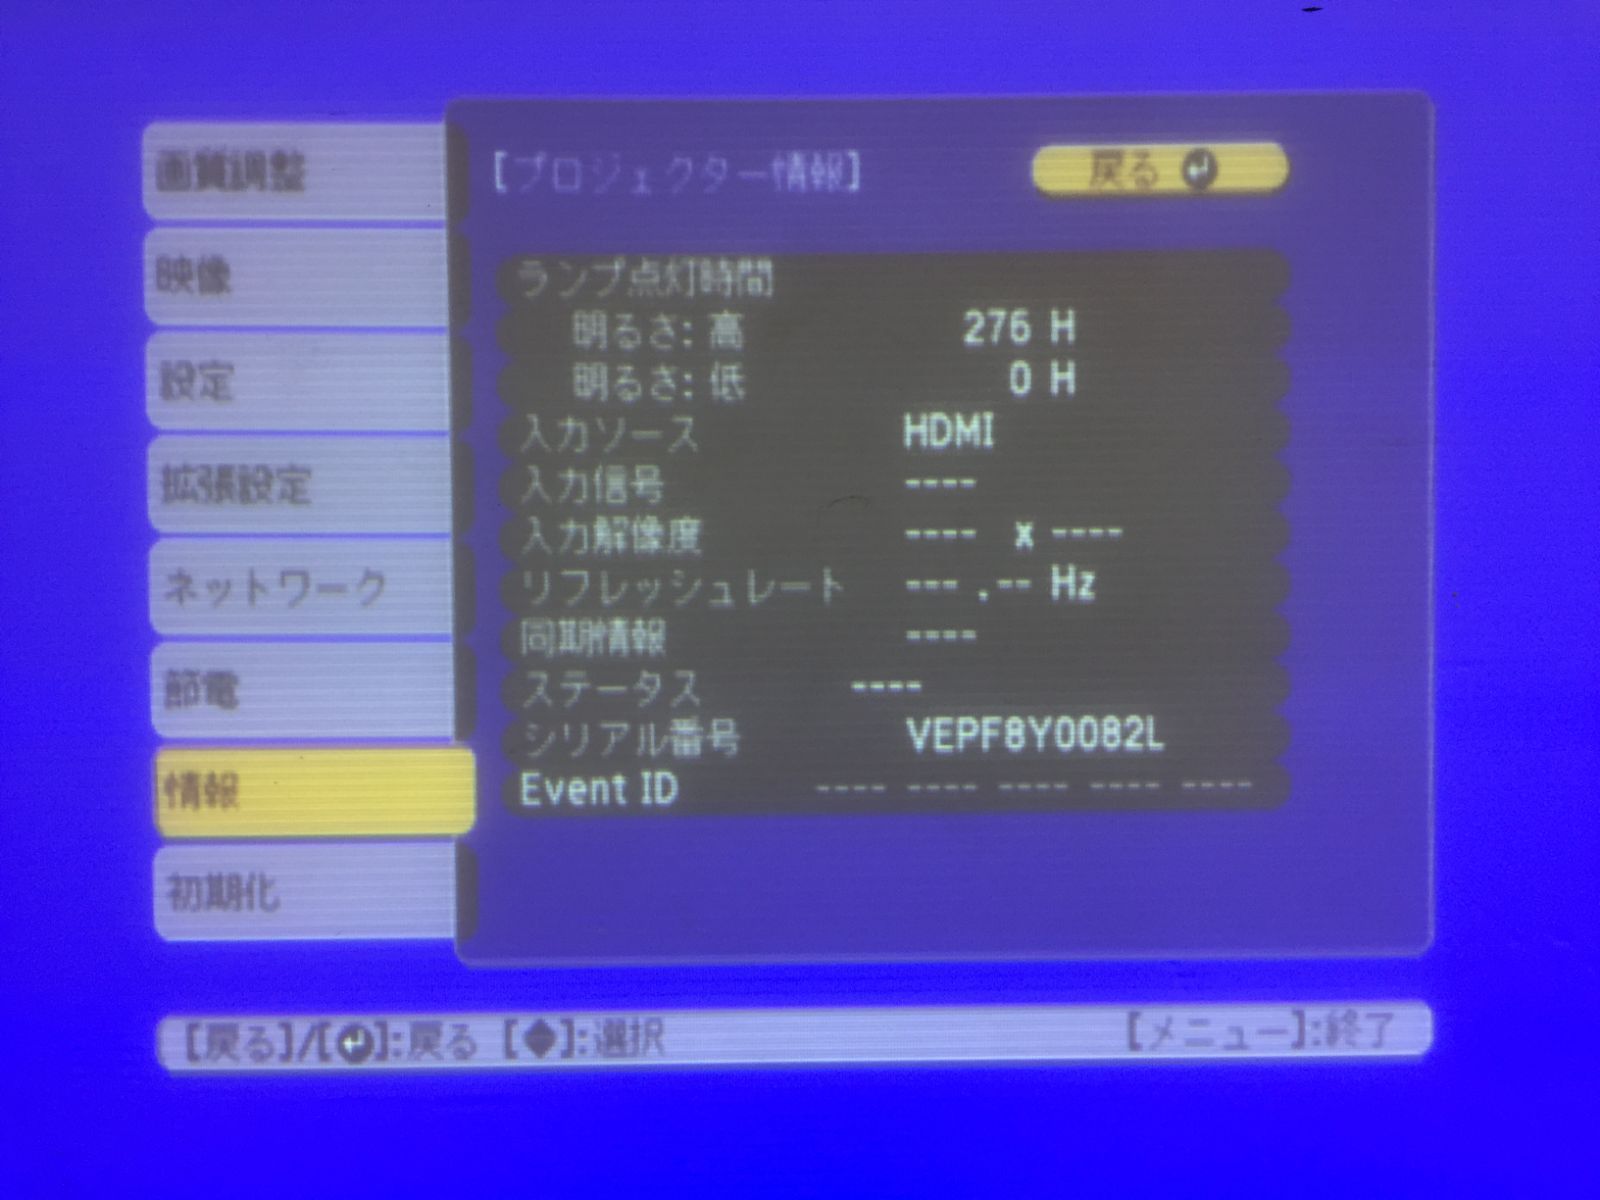 画質調整
映像
設定
拡張設定
ネットワーク
節電
情報
初期化
[プロジェクター情報]
戻る
ランプ点灯時間
明るさ: 高 276 H
明るさ: 低 0 H
入力ソース HDMI
入力信号 ----
入力解像度 ---- x ----
リフレッシュレート --- .-- Hz
同期情報 ----
ステータス ----
シリアル番号 VEPF8Y0082L
Event ID ---- ---- ---- ---- ----
[戻る]/[↵]:戻る [◆]:選択 [メニュー]:終了